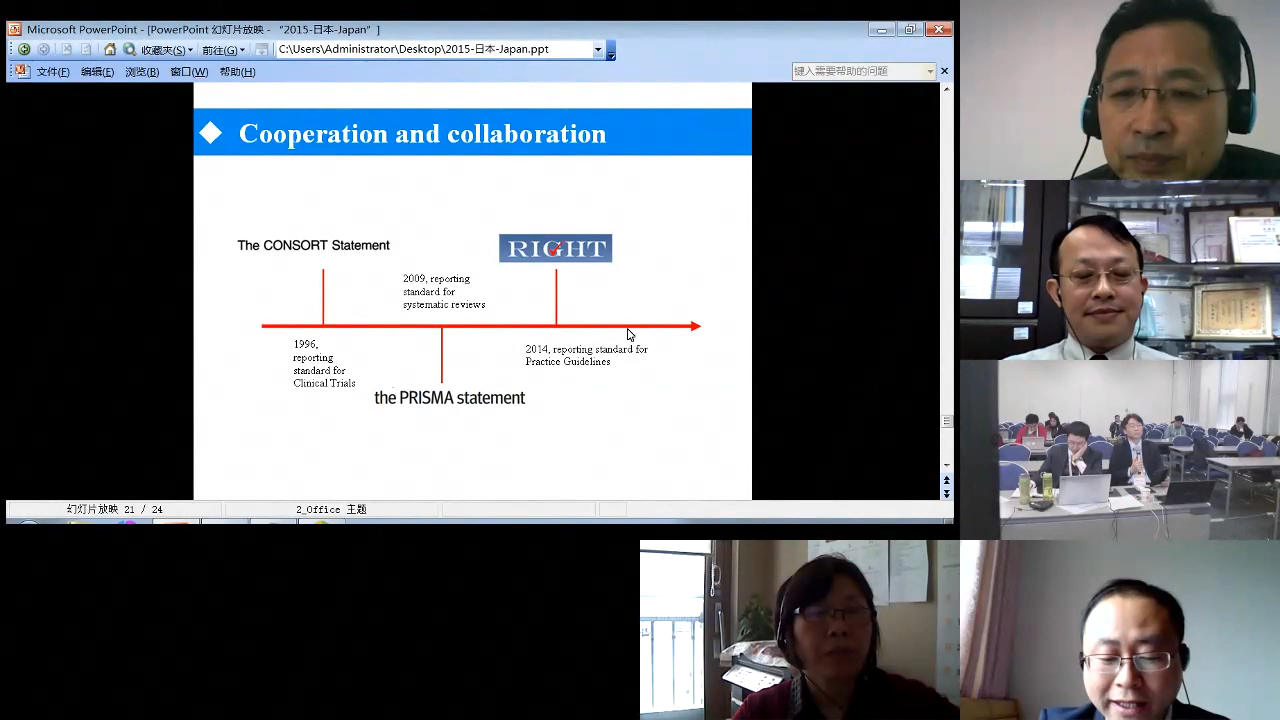 Microsoft PowerPoint - [PowerPoint 幻灯片放映 - “2015-日本-Japan”]
收藏夹(S) 前往(G) C:\Users\Administrator\Desktop\2015-日本-Japan.ppt
文件(F) 编辑(E) 浏览(B) 窗口(W) 帮助(H) 键入需要帮助的问题
Cooperation and collaboration
The CONSORT Statement
RIGHT
2009, reporting
standard for
systematic reviews
1996,
reporting
standard for
Clinical Trials
2014, reporting standard for
Practice Guidelines
the PRISMA statement
幻灯片放映 21 / 24 2_Office 主题